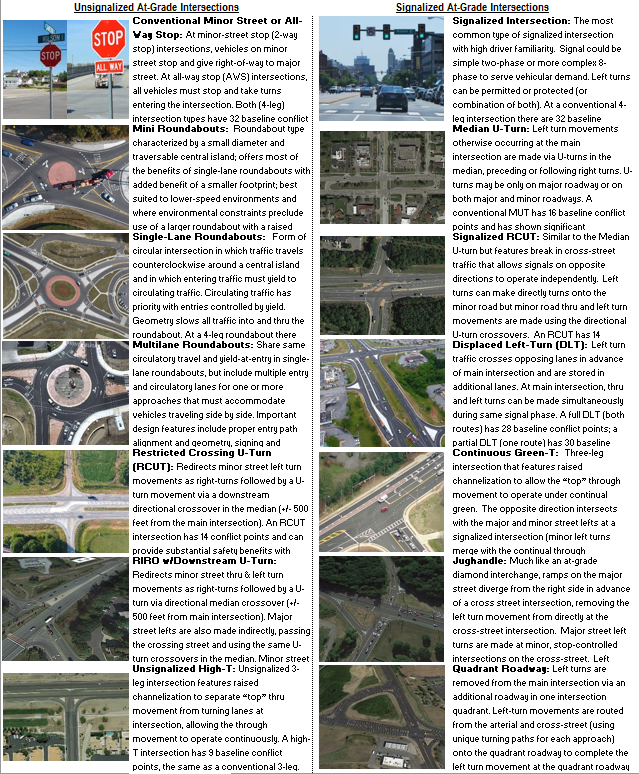 Unsignalized At-Grade Intersections
Conventional Minor Street or All-
Way Stop: At minor-stop (2-way
stop) intersections, vehicles on minor
street stop and give right-of-way to major
street. At all-way stop (AWS) intersections,
all vehicles must stop and take turns
entering the intersection. Both (4-leg)
intersection types have 32 baseline conflict
STOP
STOP
ALL WAY
Mini Roundabouts: Roundabout type
characterized by a small diameter and
traversable central island; offers most of
the benefits of single-lane roundabouts with
added benefit of a smaller footprint; best
suited to lower-speed environments and
where environmental constraints preclude
use of a larger roundabout with a raised
Single-Lane Roundabouts: Form of
circular intersection in which traffic travels
counterclockwise around a central island
and in which entering traffic must yield to
circulating traffic. Circulating traffic has
priority with entries controlled by yield.
Geometry slows all traffic into and thru the
roundabout. At a 4-leg roundabout there
Multilane Roundabouts: Share same
circulatory travel and yield-at-entry in single-
lane roundabouts, but include multiple entry
and circulatory lanes for one or more
approaches that must accommodate
vehicles traveling side by side. Important
design features include proper entry path
alignment and geometry, signing and
Restricted Crossing U-Turn
(RCUT): Redirects minor street left turn
movements as right-turns followed by a U-
turn movement via a downstream
directional crossover in the median (+/- 500
feet from the main intersection). An RCUT
intersection has 14 conflict points and can
provide substantial safety benefits with
RIRO w/Downstream U-Turn:
Redirects minor street thru & left turn
movements as right-turns followed by a U-
turn via directional median crossover (+/-
500 feet from main intersection). Major
street lefts are also made indirectly, passing
the crossing street and using the same U-
turn crossovers in the median. Minor street
Unsignalized High-T: Unsignalized 3-
leg intersection features raised
channelization to separate "top" thru
movement from turning lanes at
intersection, allowing the through
movement to operate continuously. A high-
T intersection has 9 baseline conflict
points, the same as a conventional 3-leg.
Signalized At-Grade Intersections
Signalized Intersection: The most
common type of signalized intersection
with high driver familiarity. Signal could be
simple two-phase or more complex 8-
phase to serve vehicular demand. Left turns
can be permitted or protected (or
combination of both). At a conventional 4-
leg intersection there are 32 baseline
Median U-Turn: Left turn movements
otherwise occurring at the main
intersection are made via U-turns in the
median, preceding or following right turns. U-
turns may be only on major roadway or on
both major and minor roadways. A
conventional MUT has 16 baseline conflict
points and has shown significant
Signalized RCUT: Similar to the Median
U-turn but features break in cross-street
traffic that allows signals on opposite
directions to operate independently. Left
turns can make directly turns onto the
minor road but minor road thru and left turn
movements are made using the directional
U-turn crossovers. An RCUT has 14
Displaced Left-Turn (DLT): Left turn
traffic crosses opposing lanes in advance
of main intersection and are stored in
additional lanes. At main intersection, thru
and left turns can be made simultaneously
during same signal phase. A full DLT (both
routes) has 28 baseline conflict points; a
partial DLT (one route) has 30 baseline
Continuous Green-T: Three-leg
intersection that features raised
channelization to allow the "top" through
movement to operate under continual
green. The opposite direction intersects
with the major and minor street lefts at a
signalized intersection (minor left turns
merge with the continual through
Jughandle: Much like an at-grade
diamond interchange, ramps on the major
street diverge from the right side in advance
of a cross street intersection, removing the
left turn movement from directly at the
cross-street intersection. Major street left
turns are made at minor, stop-controlled
intersections on the cross-street. Left
Quadrant Roadway: Left turns are
removed from the main intersection via an
additional roadway in one intersection
quadrant. Left-turn movements are routed
from the arterial and cross-street (using
unique turning paths for each approach)
onto the quadrant roadway to complete the
left turn movement at the quadrant roadway